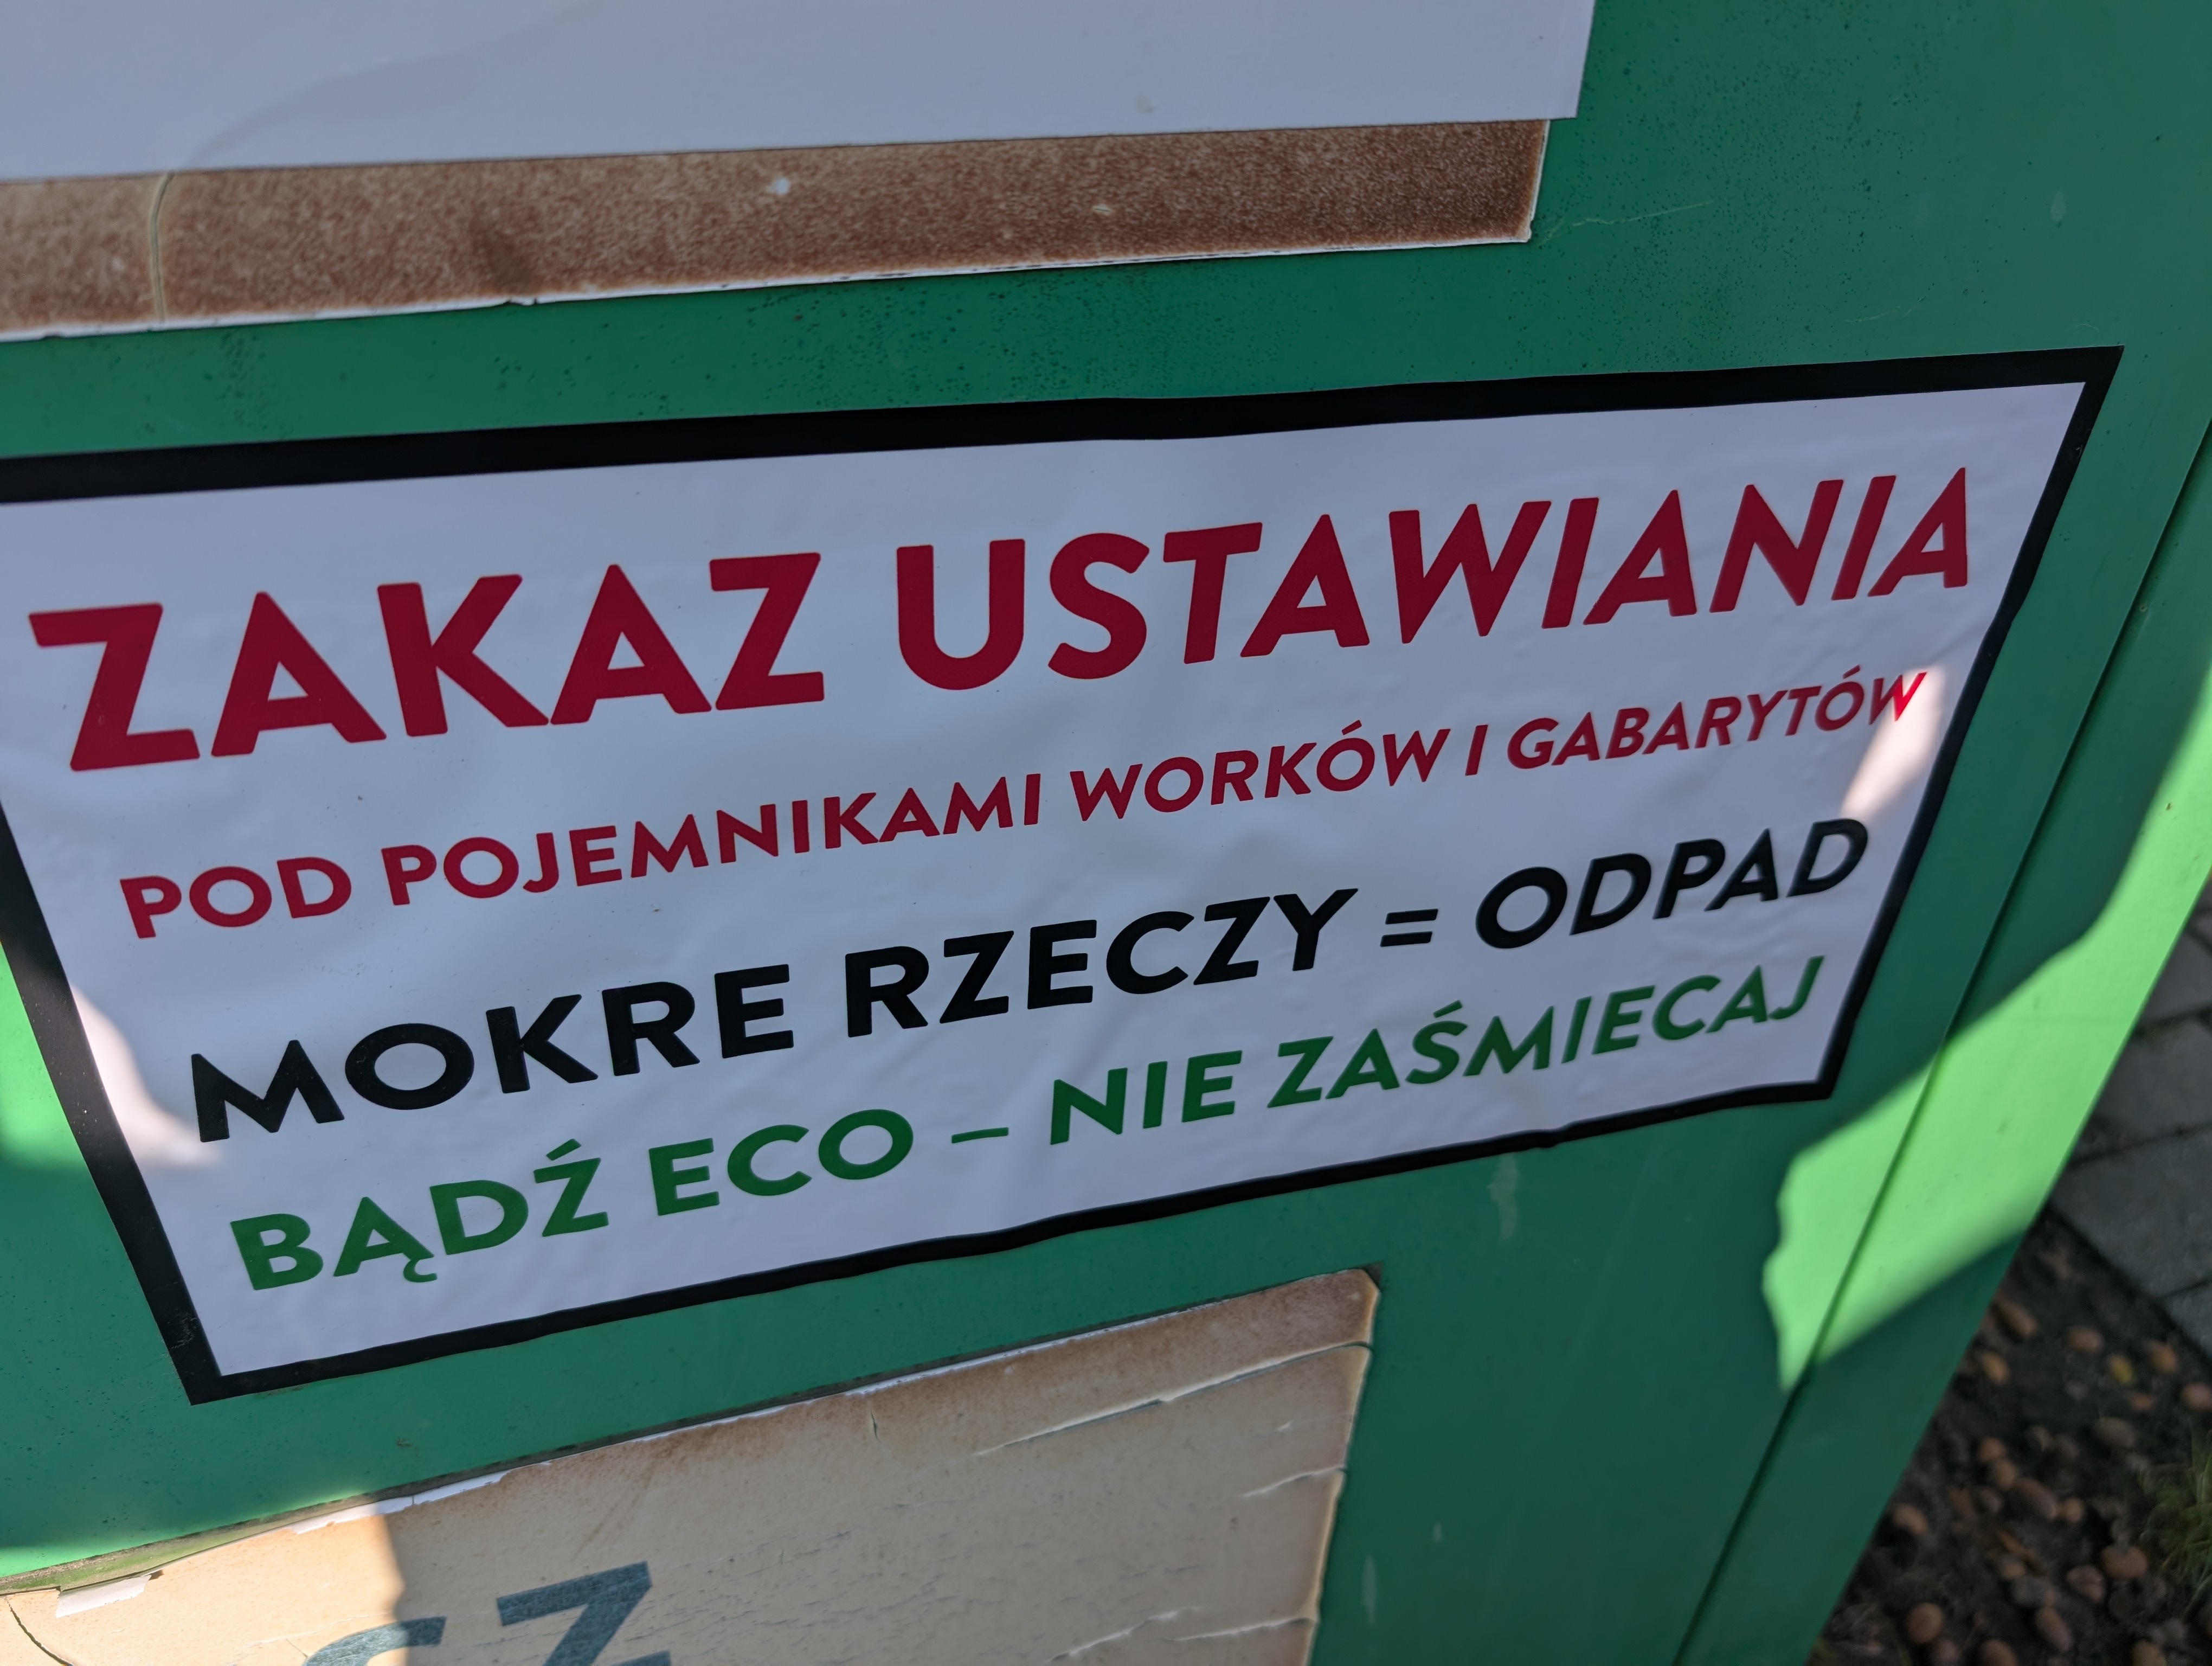 ZAKAZ USTAWIANIA
POD POJEMNIKAMI WORKÓW I GABARYTÓW
MOKRE RZECZY = ODPAD
BĄDŹ ECO – NIE ZAŚMIECAJ